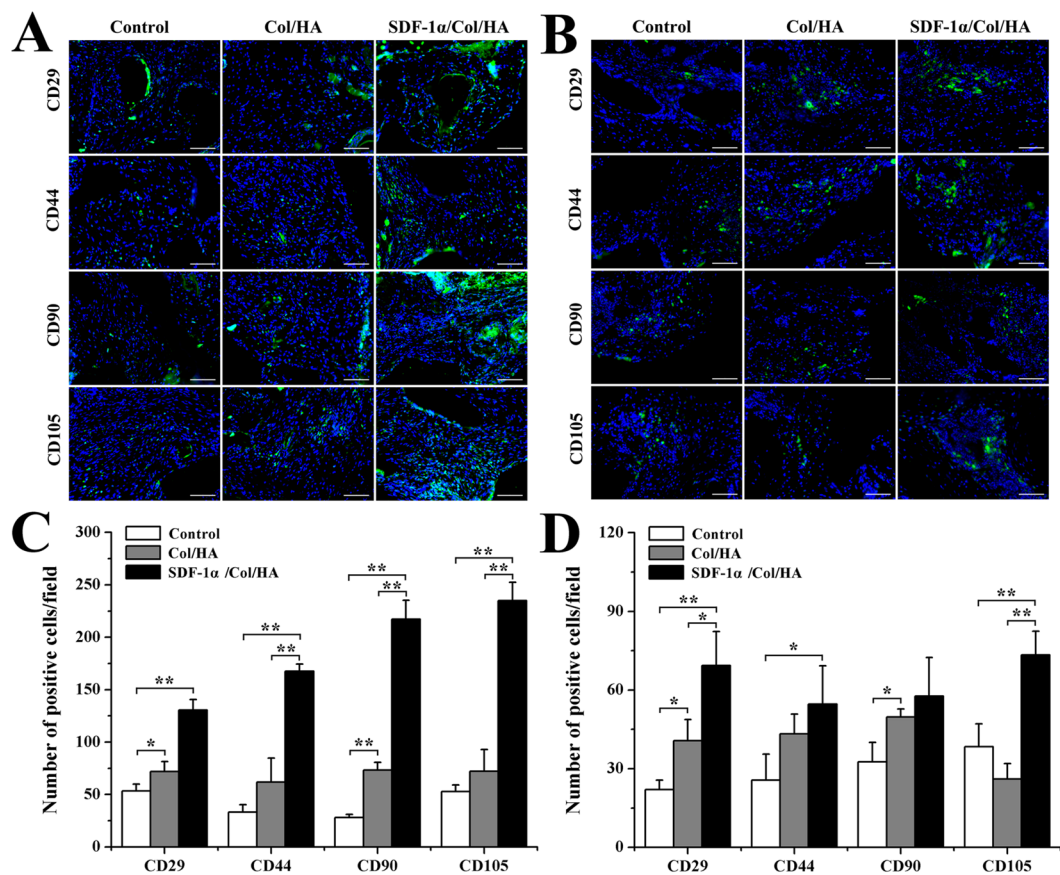 A
Control
Col/HA
SDF-1α/Col/HA
CD29
CD44
CD90
CD105
B
Control
Col/HA
SDF-1α/Col/HA
CD29
CD44
CD90
CD105
C
300
250
200
150
100
50
0
Number of positive cells/field
Control
Col/HA
SDF-1α /Col/HA
**
*
**
**
**
**
**
**
**
CD29
CD44
CD90
CD105
D
120
90
60
30
0
Number of positive cells/field
Control
Col/HA
SDF-1α /Col/HA
**
*
*
*
*
**
**
CD29
CD44
CD90
CD105